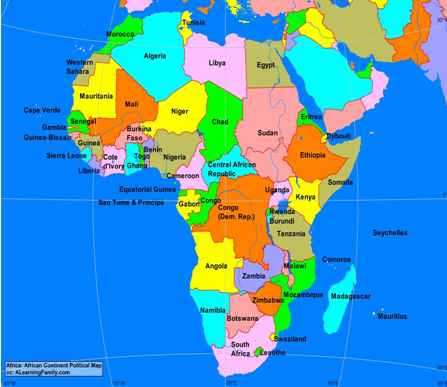 Tunisia
Morocco
Algeria
Libya
Egypt
Western
Sahara
Mauritania
Mali
Niger
Cape Verde
Senegal
Chad
Eritrea
Gambia
Burkina
Faso
Sudan
Djibouti
Guinea-Bissau
Guinea
Benin
Nigeria
Ethiopia
Sierra Leone
Cote
d'Ivory
Togo
Ghana
Central African
Republic
Liberia
Cameroon
Somalia
Equatorial Guinea
Uganda
Sao Tome & Principe
Gabon
Congo
Congo
(Dem. Rep.)
Kenya
Rwanda
Burundi
Tanzania
Seychelles
Angola
Comoros
Malawi
Zambia
Mozambique
Madagascar
Zimbabwe
Namibia
Botswana
Mauritius
Swaziland
South
Africa
Lesotho
Africa: African Continent Political Map
cc: ALearningFamily.com